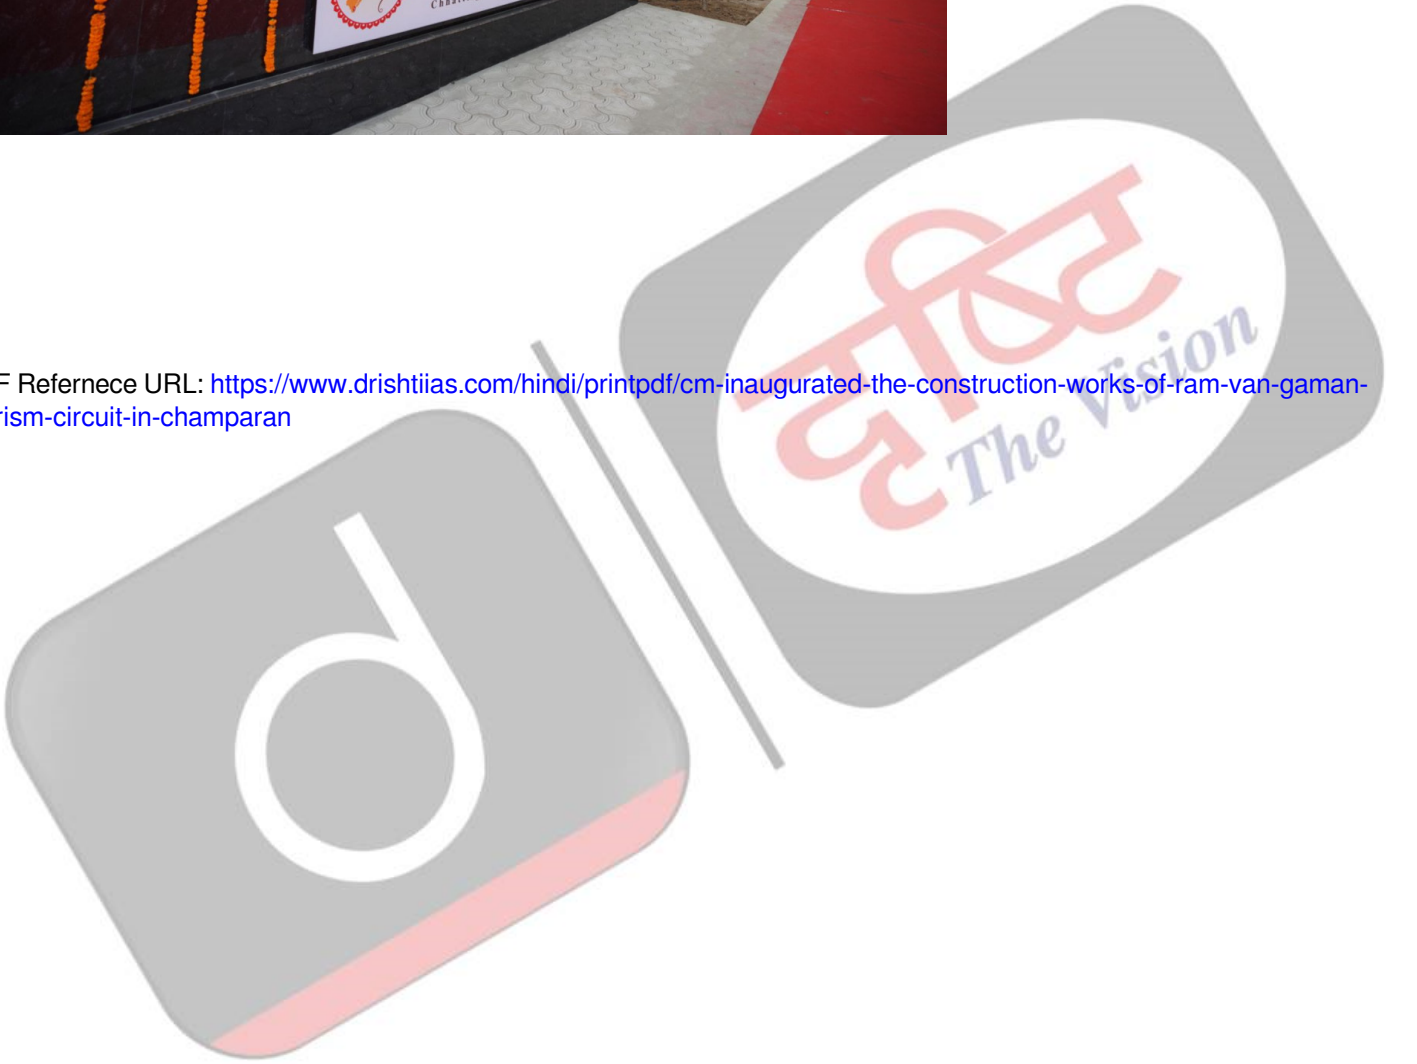 F Refernece URL: https://www.drishtiias.com/hindi/printpdf/cm-inaugurated-the-construction-works-of-ram-van-gaman-
rism-circuit-in-champaran
दृष्टि
The Vision
d